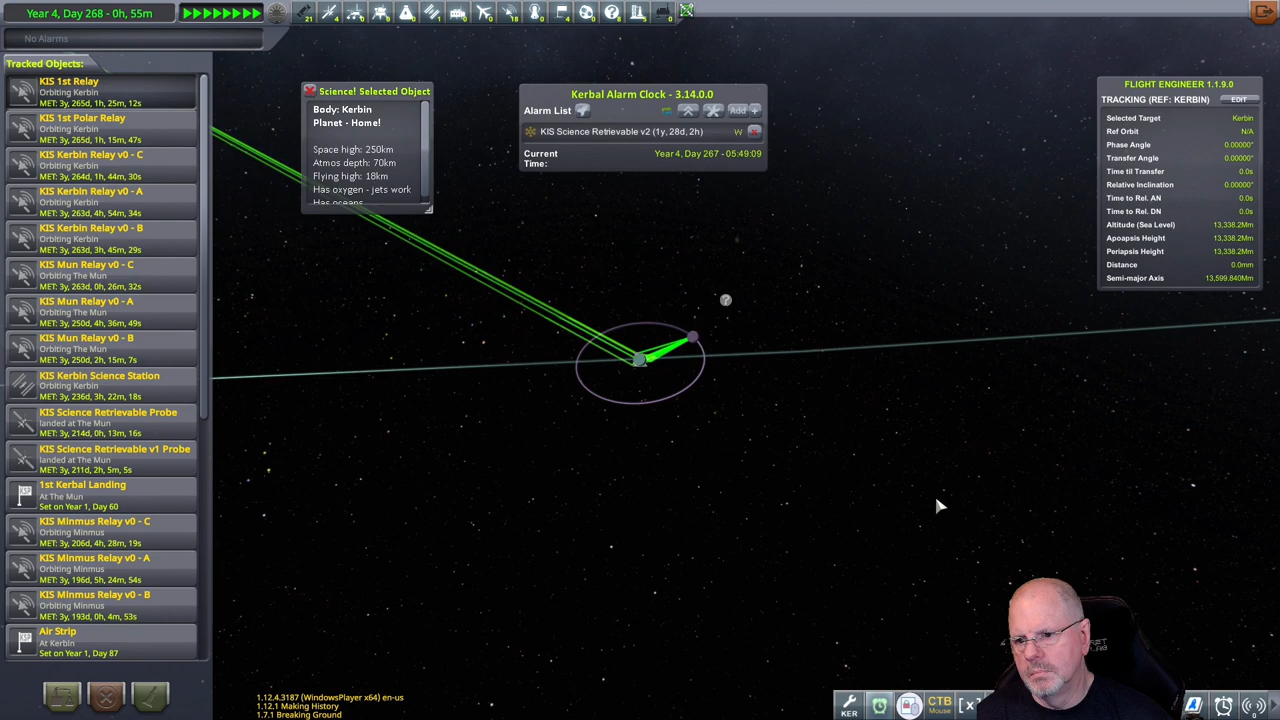 Year 4, Day 268 - 0h, 55m
21
4
2
2
1
18
1
4
8
No Alarms
Tracked Objects:
KIS 1st Relay
Orbiting Kerbin
MET: 3y, 265d, 1h, 25m, 12s
KIS 1st Polar Relay
Orbiting Kerbin
MET: 3y, 265d, 1h, 15m, 47s
KIS Kerbin Relay v0 - C
Orbiting Kerbin
MET: 3y, 264d, 1h, 44m, 30s
KIS Kerbin Relay v0 - A
Orbiting Kerbin
MET: 3y, 263d, 4h, 54m, 34s
KIS Kerbin Relay v0 - B
Orbiting Kerbin
MET: 3y, 263d, 3h, 45m, 29s
KIS Mun Relay v0 - C
Orbiting The Mun
MET: 3y, 263d, 0h, 26m, 32s
KIS Mun Relay v0 - A
Orbiting The Mun
MET: 3y, 250d, 4h, 36m, 49s
KIS Mun Relay v0 - B
Orbiting The Mun
MET: 3y, 250d, 2h, 15m, 7s
KIS Kerbin Science Station
Orbiting Kerbin
MET: 3y, 236d, 3h, 22m, 18s
KIS Science Retrievable Probe
landed at The Mun
MET: 3y, 214d, 0h, 13m, 16s
KIS Science Retrievable v1 Probe
landed at The Mun
MET: 3y, 211d, 2h, 5m, 5s
1st Kerbal Landing
At The Mun
Set on Year 1, Day 60
KIS Minmus Relay v0 - C
Orbiting Minmus
MET: 3y, 206d, 4h, 28m, 19s
KIS Minmus Relay v0 - A
Orbiting Minmus
MET: 3y, 196d, 5h, 24m, 54s
KIS Minmus Relay v0 - B
Orbiting Minmus
MET: 3y, 193d, 0h, 4m, 53s
Air Strip
At Kerbin
Set on Year 1, Day 87
Science! Selected Object
Body: Kerbin
Planet - Home!
Space high: 250km
Atmos depth: 70km
Flying high: 18km
Has oxygen - jets work
Has oceans
Kerbal Alarm Clock - 3.14.0.0
Alarm List
Add +
KIS Science Retrievable v2 (1y, 28d, 2h)
W
Current Time:
Year 4, Day 267 - 05:49:09
?
FLIGHT ENGINEER 1.1.9.0
TRACKING (REF: KERBIN)
EDIT
Selected Target Kerbin
Ref Orbit N/A
Phase Angle 0.00000°
Transfer Angle 0.00000°
Time til Transfer 0.0s
Relative Inclination 0.00000°
Time to Rel. AN 0.0s
Time to Rel. DN 0.0s
Altitude (Sea Level) 13,338.2Mm
Apoapsis Height 13,338.2Mm
Periapsis Height 13,338.2Mm
Distance 0.0mm
Semi-major Axis 13,599.840Mm
1.12.4.3187 (WindowsPlayer x64) en-us
1.12.1 Making History
1.7.1 Breaking Ground
KER
CTB
Mouse
[x]
0